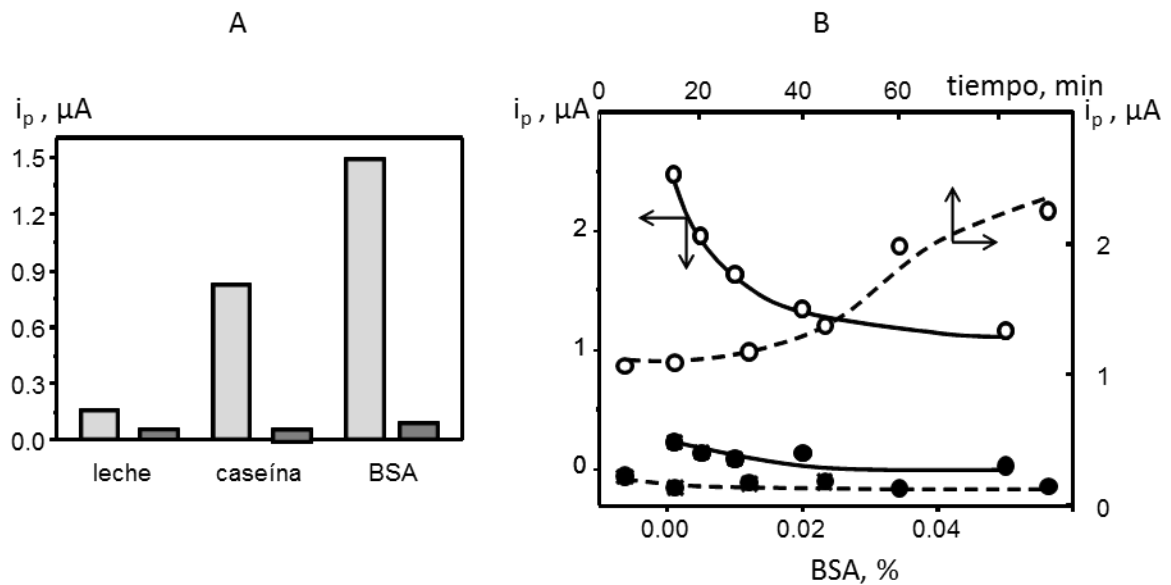 A
i_p , µA
1.5
1.2
0.9
0.6
0.3
0.0
leche caseína BSA
B
0 20 40 60 tiempo, min
i_p , µA i_p , µA
2
1
0
2
1
0
0.00 0.02 0.04
BSA, %